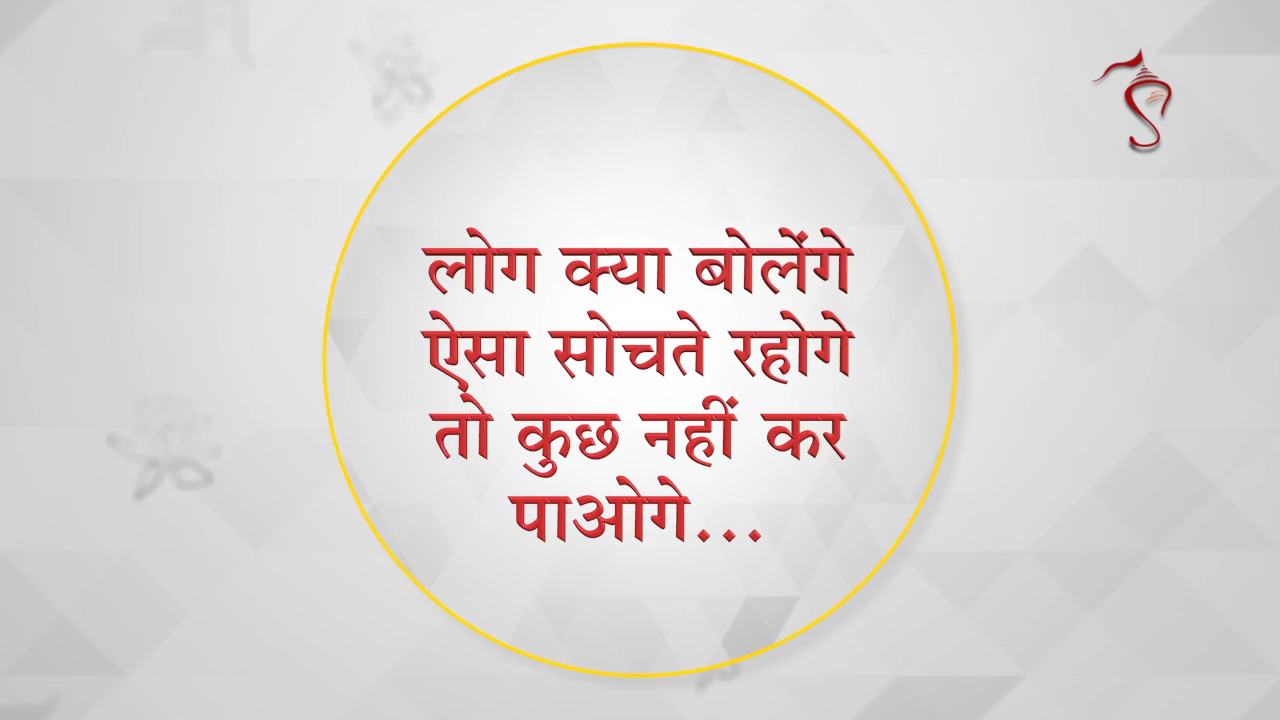 लोग क्या बोलेंगे
ऐसा सोचते रहोगे
तो कुछ नहीं कर
पाओगे...